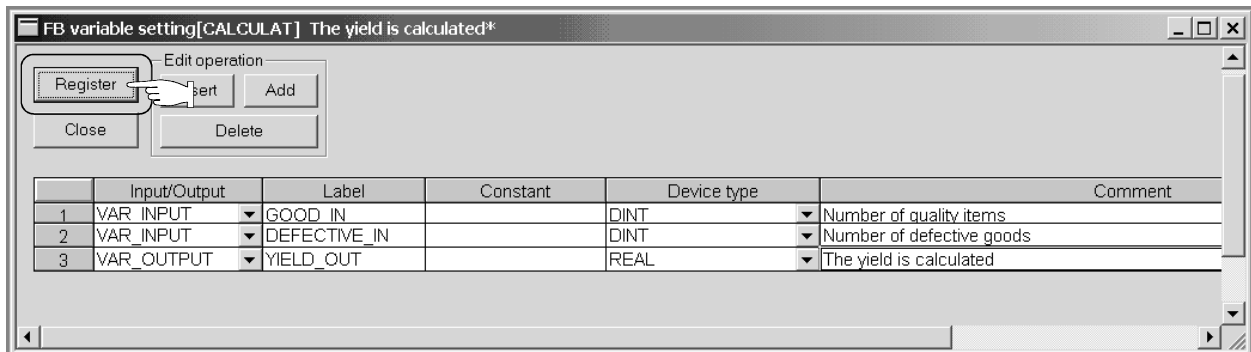 FB variable setting[CALCULAT] The yield is calculated*
Edit operation
Register
sert
Add
Close
Delete
Input/Output Label Constant Device type Comment
1 VAR_INPUT GOOD_IN DINT Number of quality items
2 VAR_INPUT DEFECTIVE_IN DINT Number of defective goods
3 VAR_OUTPUT YIELD_OUT REAL The yield is calculated